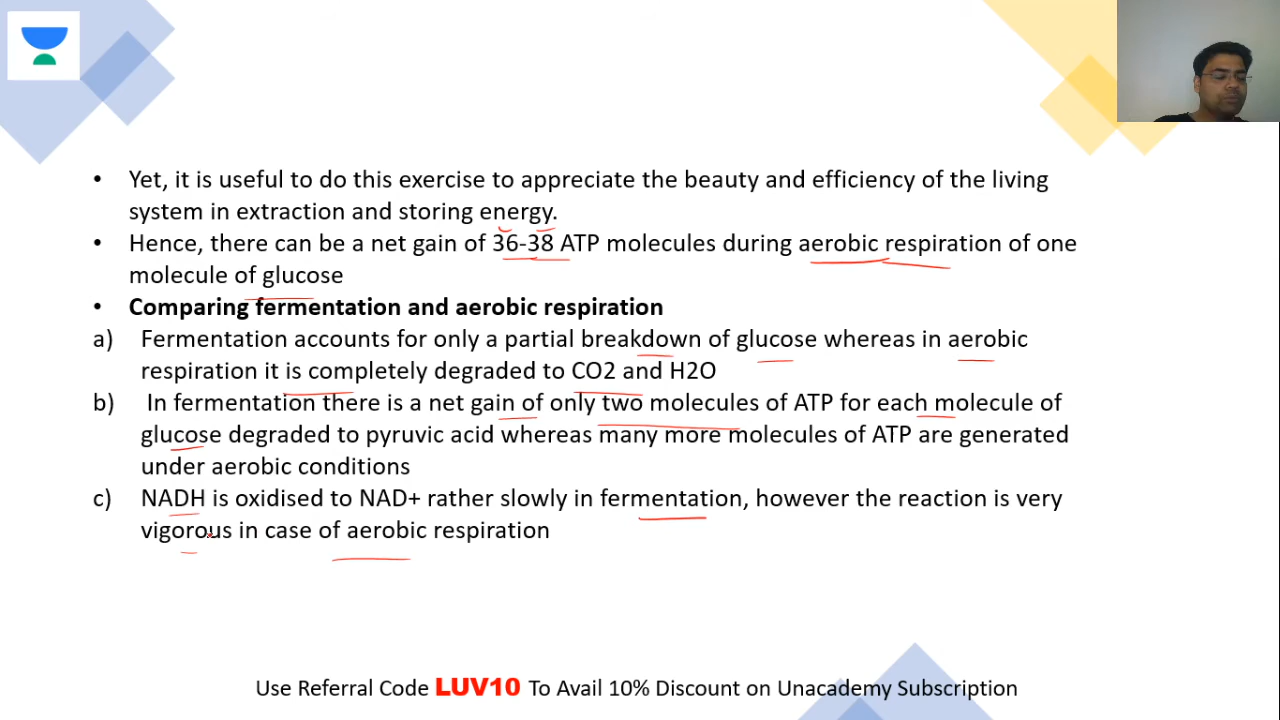 • Yet, it is useful to do this exercise to appreciate the beauty and efficiency of the living
system in extraction and storing energy.
• Hence, there can be a net gain of 36-38 ATP molecules during aerobic respiration of one
molecule of glucose
• Comparing fermentation and aerobic respiration
a) Fermentation accounts for only a partial breakdown of glucose whereas in aerobic
respiration it is completely degraded to CO2 and H2O
b) In fermentation there is a net gain of only two molecules of ATP for each molecule of
glucose degraded to pyruvic acid whereas many more molecules of ATP are generated
under aerobic conditions
c) NADH is oxidised to NAD+ rather slowly in fermentation, however the reaction is very
vigorous in case of aerobic respiration
Use Referral Code LUV10 To Avail 10% Discount on Unacademy Subscription